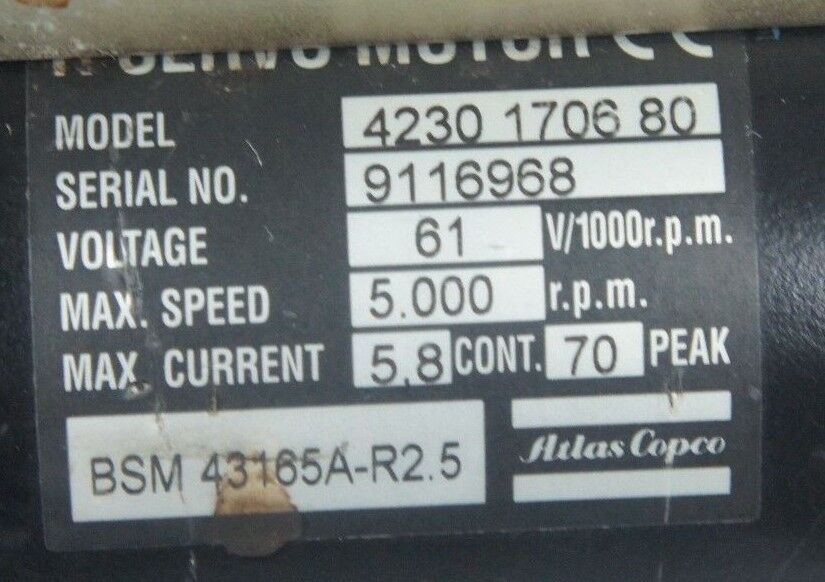 SERVO MOTOR CE
MODEL 4230 1706 80
SERIAL NO. 9116968
VOLTAGE 61 V/1000r.p.m.
MAX. SPEED 5.000 r.p.m.
MAX. CURRENT 5.8 CONT. 70 PEAK
BSM 43165A-R2.5
Atlas Copco